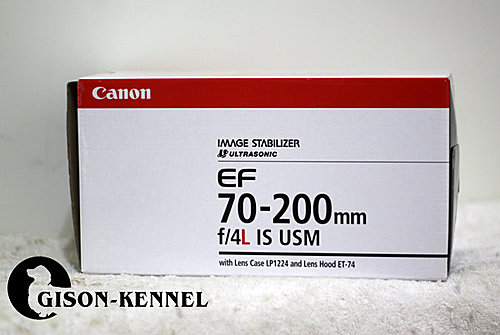 Canon
IMAGE STABILIZER
ULTRASONIC
EF
70-200mm
f/4L IS USM
with Lens Case LP1224 and Lens Hood ET-74
GISON-KENNEL